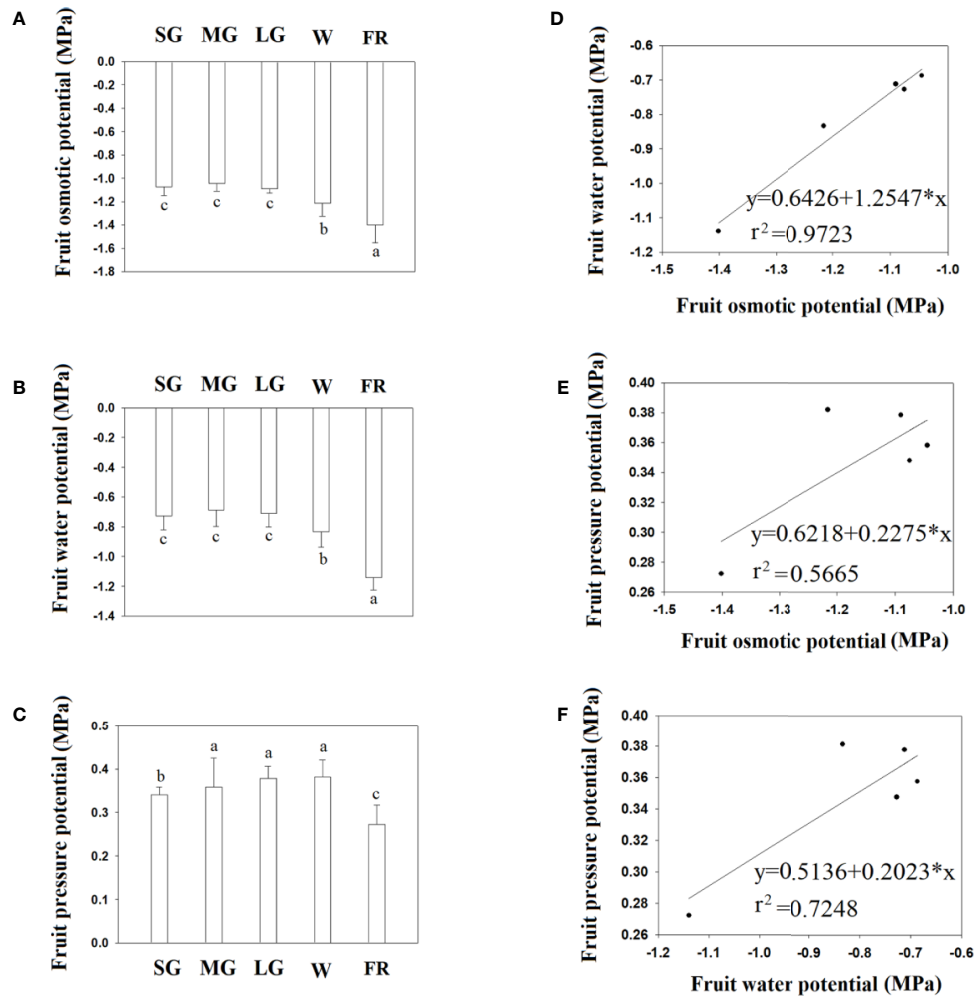 A
SG MG LG W FR
Fruit osmotic potential (MPa)
0.0
-0.2
-0.4
-0.6
-0.8
-1.0
-1.2
-1.4
-1.6
-1.8
c c c b a
D
Fruit water potential (MPa)
-0.6
-0.7
-0.8
-0.9
-1.0
-1.1
-1.2
y=0.6426+1.2547*x
r²=0.9723
-1.5 -1.4 -1.3 -1.2 -1.1 -1.0
Fruit osmotic potential (MPa)
B
SG MG LG W FR
Fruit water potential (MPa)
0.0
-0.2
-0.4
-0.6
-0.8
-1.0
-1.2
-1.4
c c c b a
E
Fruit pressure potential (MPa)
0.40
0.38
0.36
0.34
0.32
0.30
0.28
0.26
y=0.6218+0.2275*x
r²=0.5665
-1.5 -1.4 -1.3 -1.2 -1.1 -1.0
Fruit osmotic potential (MPa)
C
Fruit pressure potential (MPa)
0.5
0.4
0.3
0.2
0.1
0.0
b a a a c
SG MG LG W FR
F
Fruit pressure potential (MPa)
0.40
0.38
0.36
0.34
0.32
0.30
0.28
0.26
y=0.5136+0.2023*x
r²=0.7248
-1.2 -1.1 -1.0 -0.9 -0.8 -0.7 -0.6
Fruit water potential (MPa)